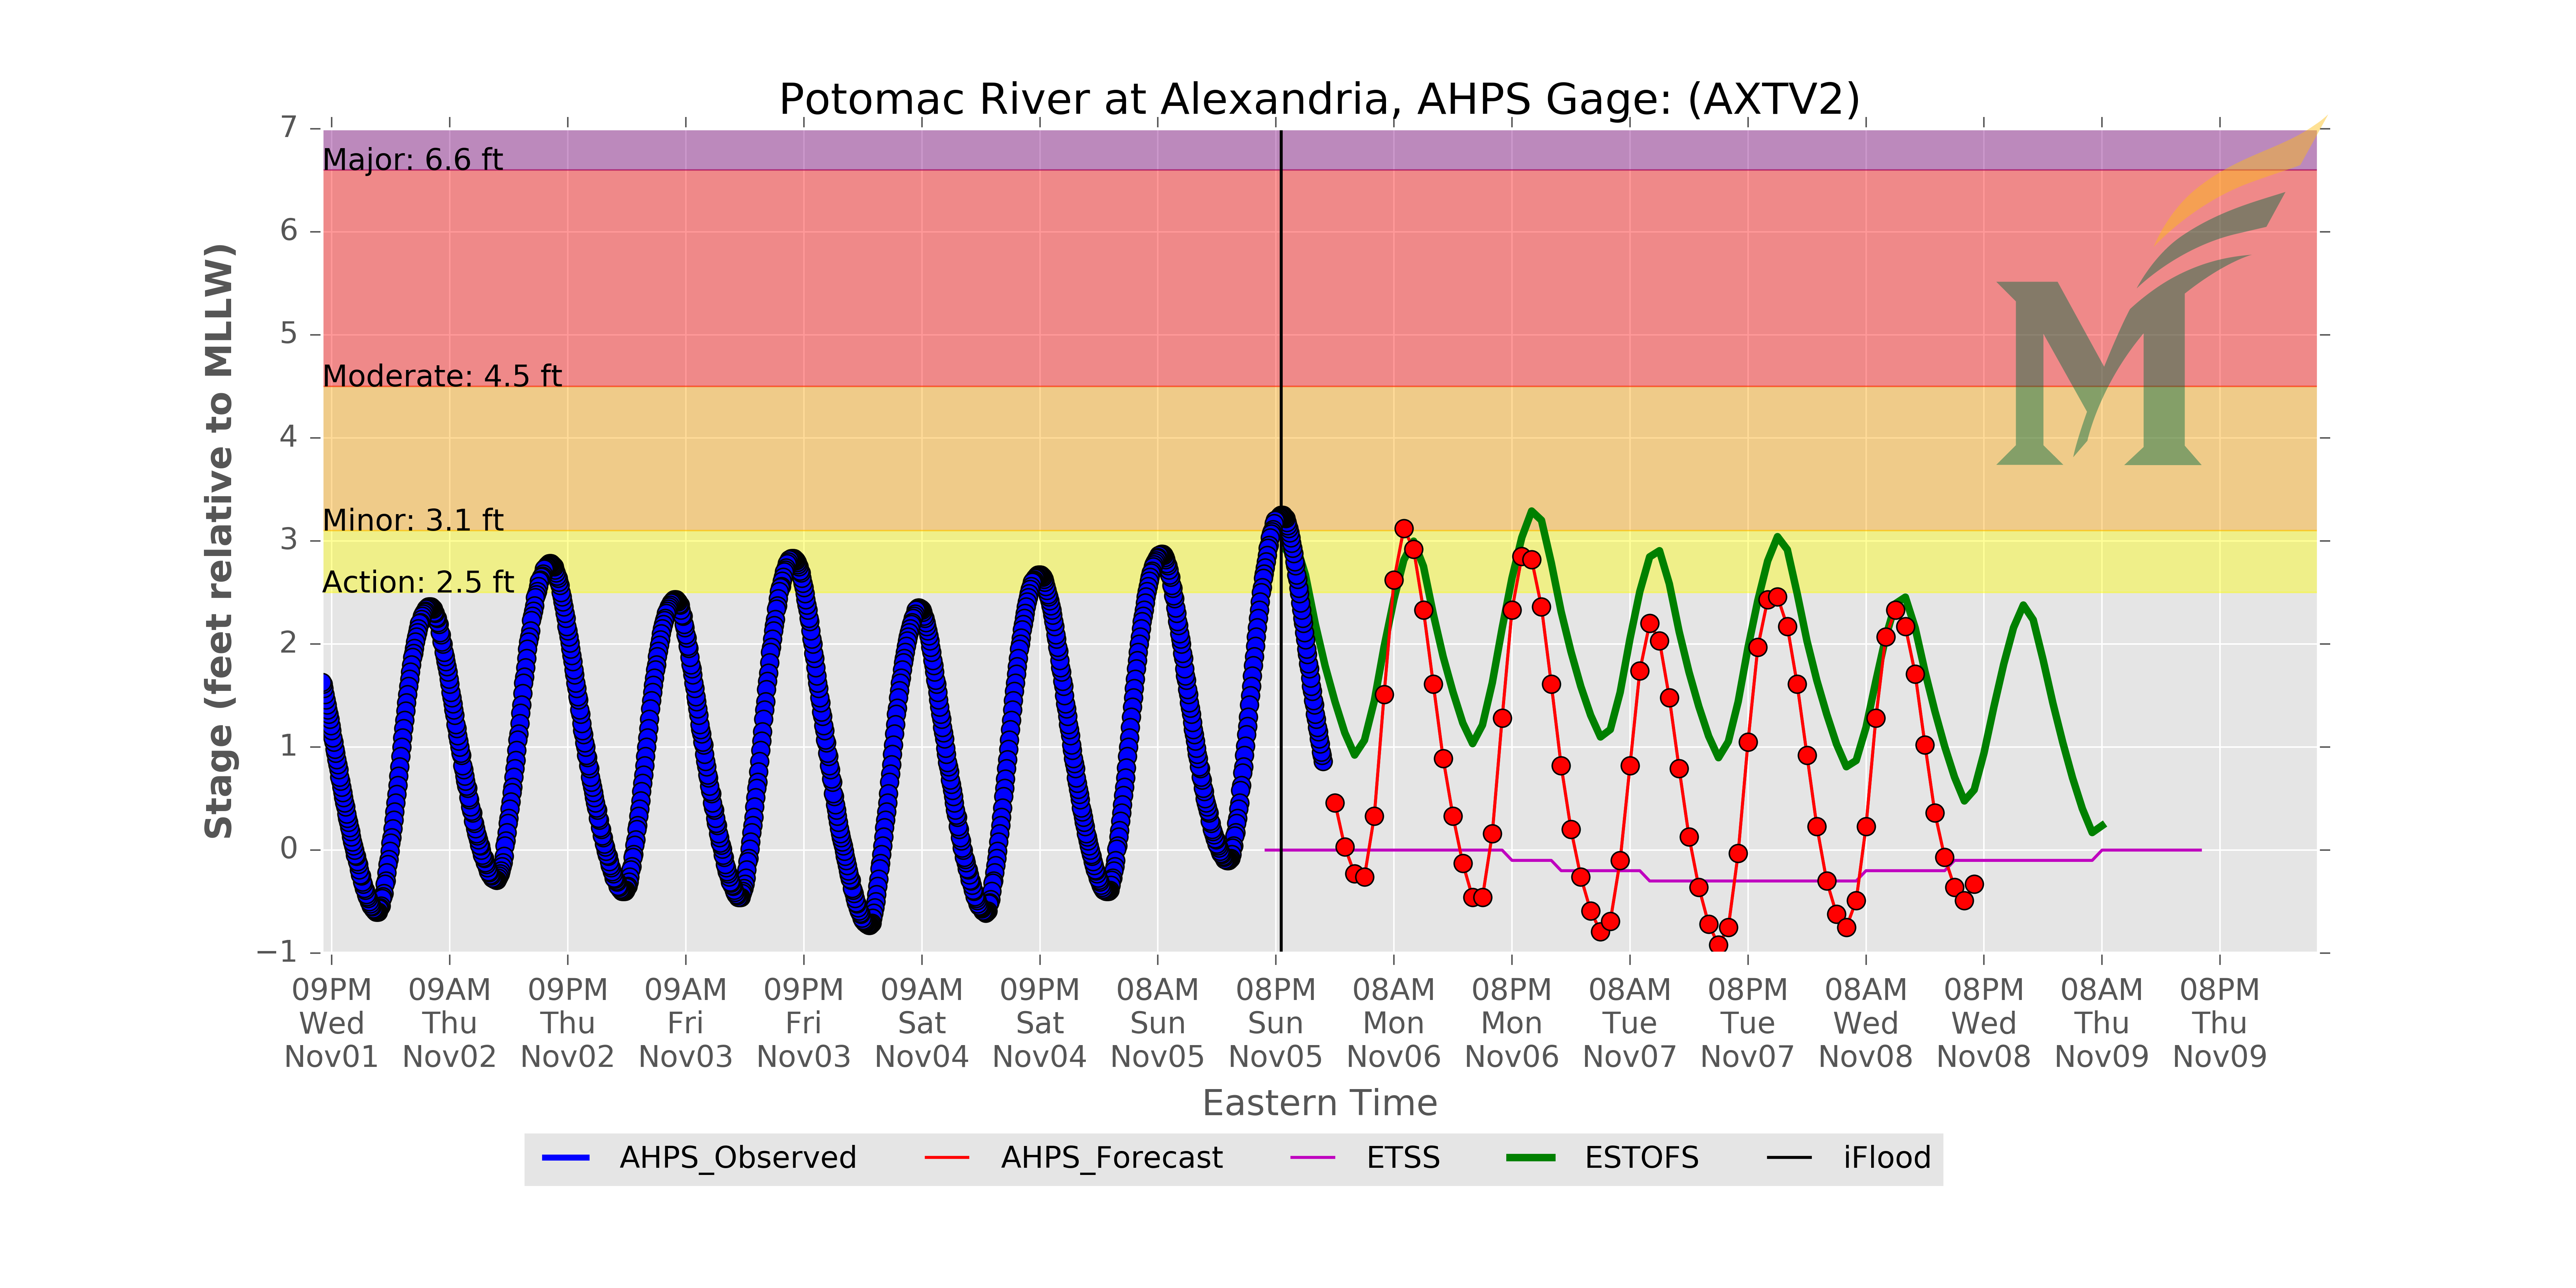 Potomac River at Alexandria, AHPS Gage: (AXTV2)
Stage (feet relative to MLLW)
7
6
5
4
3
2
1
0
−1
Major: 6.6 ft
Moderate: 4.5 ft
Minor: 3.1 ft
Action: 2.5 ft
M
09PM 09AM 09PM 09AM 09PM 09AM 09PM 08AM 08PM 08AM 08PM 08AM 08PM 08AM 08PM 08AM 08PM
Wed Thu Thu Fri Fri Sat Sat Sun Sun Mon Mon Tue Tue Wed Wed Thu Thu
Nov01 Nov02 Nov02 Nov03 Nov03 Nov04 Nov04 Nov05 Nov05 Nov06 Nov06 Nov07 Nov07 Nov08 Nov08 Nov09 Nov09
Eastern Time
AHPS_Observed AHPS_Forecast ETSS ESTOFS iFlood